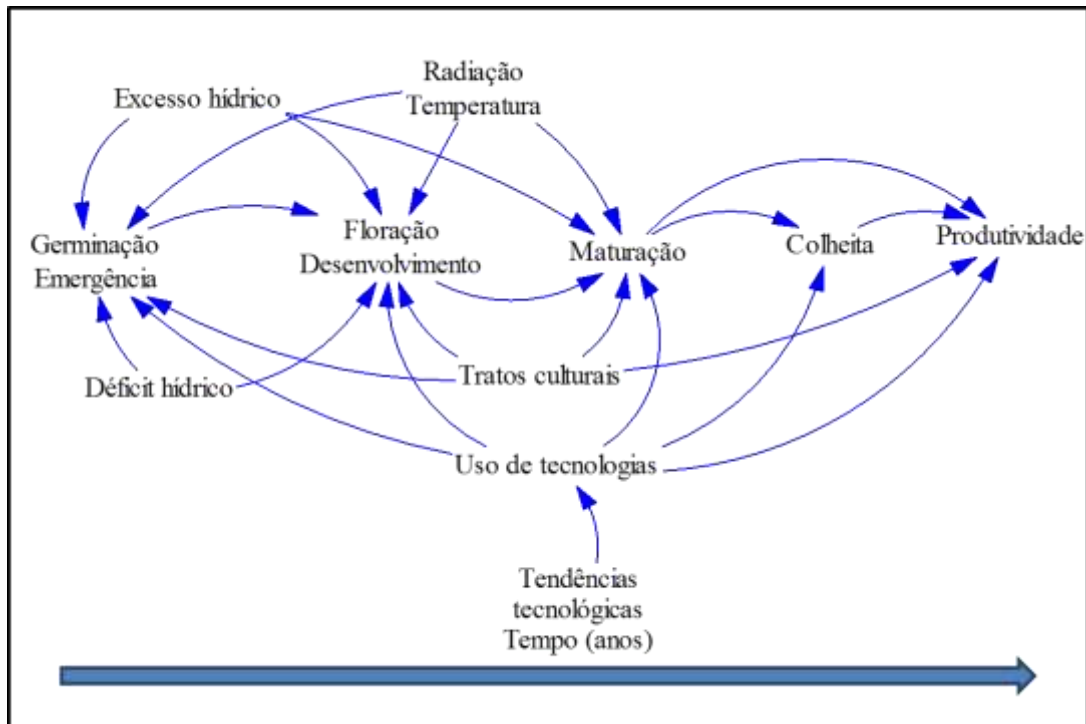 Radiação
Temperatura
Excesso hídrico
Germinação
Emergência
Floração
Desenvolvimento
Maturação
Colheita
Produtividade
Déficit hídrico
Tratos culturais
Uso de tecnologias
Tendências
tecnológicas
Tempo (anos)